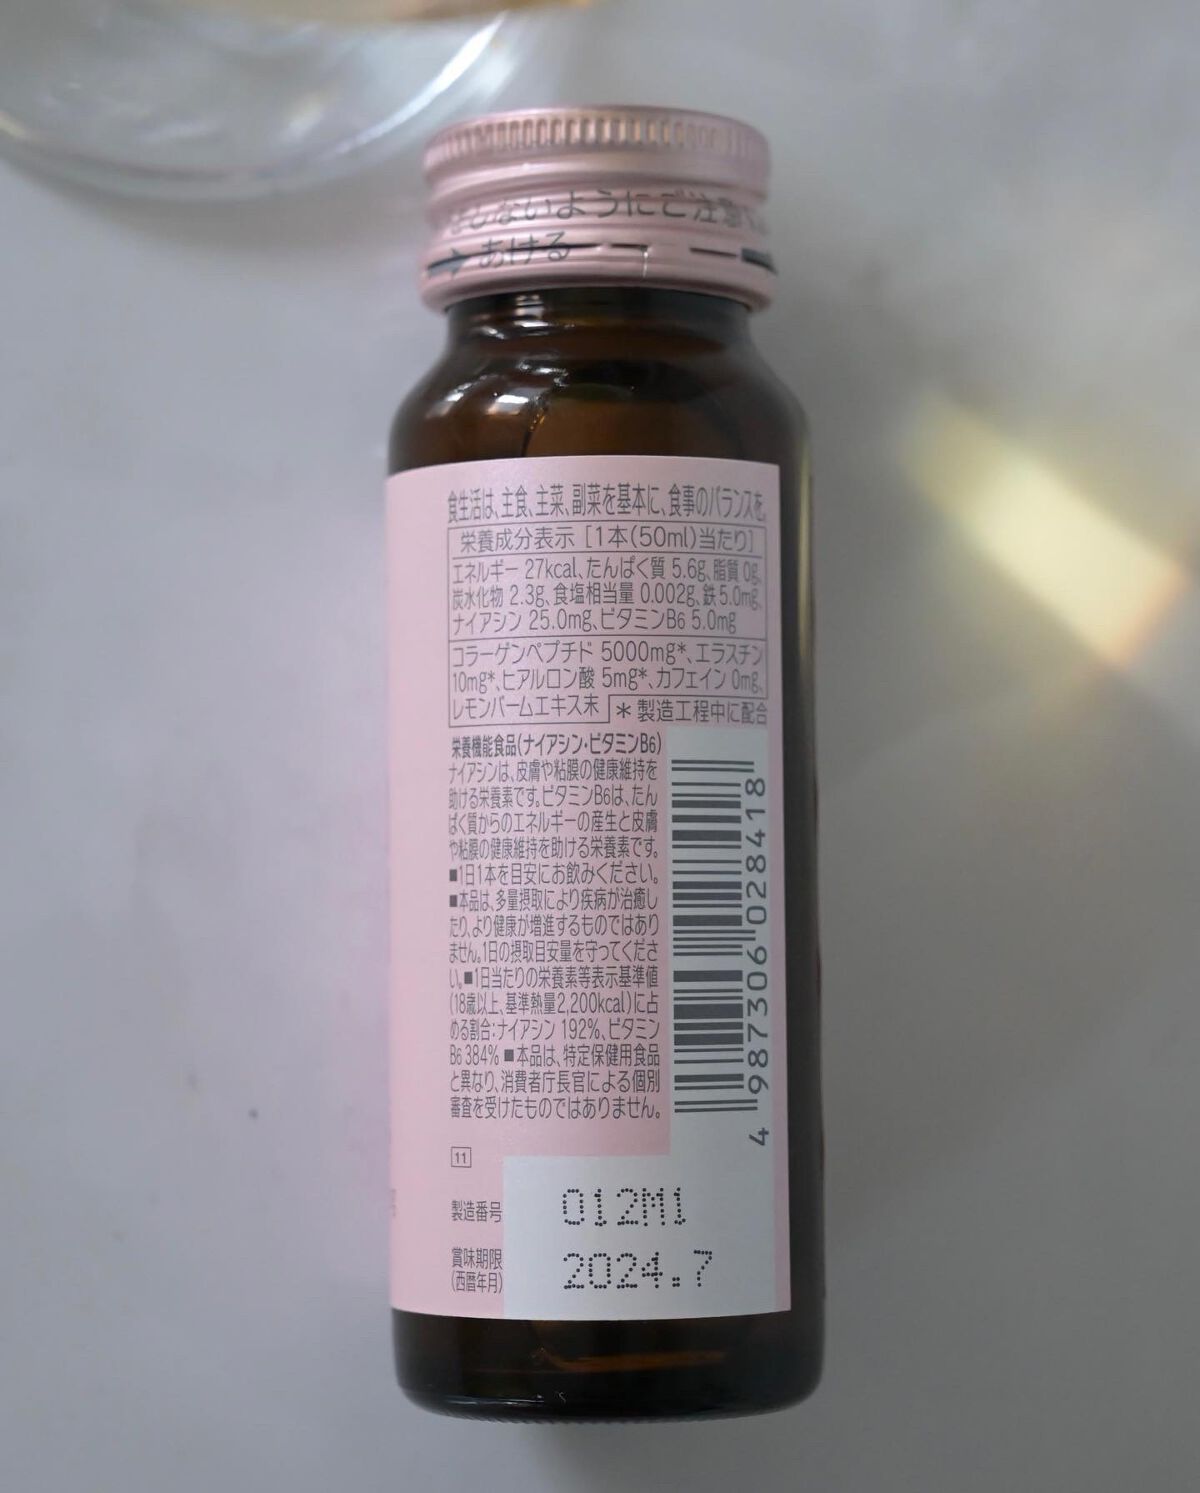 をしないようにご注意
あける
食生活は、主食、主菜、副菜を基本に、食事のバランスを。
栄養成分表示［1本（50ml）当たり］
エネルギー 27kcal、たんぱく質 5.6g、脂質 0g、
炭水化物 2.3g、食塩相当量 0.002g、鉄 5.0mg、
ナイアシン 25.0mg、ビタミンB6 5.0mg
コラーゲンペプチド 5000mg*、エラスチン
10mg*、ヒアルロン酸 5mg*、カフェイン 0mg、
レモンバームエキス末
＊製造工程中に配合
栄養機能食品（ナイアシン・ビタミンB6）
ナイアシンは、皮膚や粘膜の健康維持を
助ける栄養素です。ビタミンB6は、たん
ぱく質からのエネルギーの産生と皮膚
や粘膜の健康維持を助ける栄養素です。
■1日1本を目安にお飲みください。
■本品は、多量摂取により疾病が治癒し
たり、より健康が増進するものではあり
ません。1日の摂取目安量を守ってくださ
い。■1日当たりの栄養素等表示基準値
（18歳以上、基準熱量2,200kcal）に占
める割合：ナイアシン 192%、ビタミン
B6 384% ■本品は、特定保健用食品
と異なり、消費者庁長官による個別
審査を受けたものではありません。
4 987306 028418
11
製造番号 012M1
賞味期限 2024.7
（西暦年月）